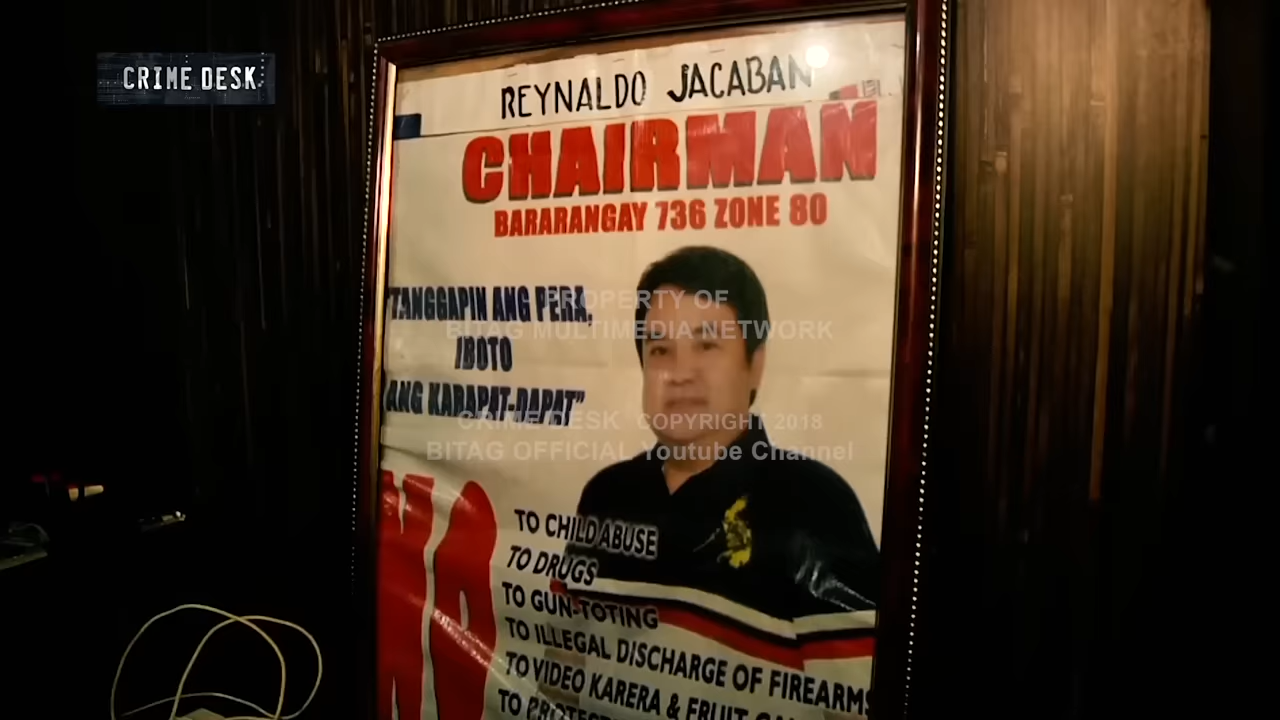 CRIME DESK
REYNALDO JACABAN
CHAIRMAN
BARARANGAY 736 ZONE 80
"TANGGAPIN ANG PERA,
IBOTO
ANG KARAPAT-DAPAT"
PROPERTY OF
BITAG MULTIMEDIA NETWORK
CRIME DESK COPYRIGHT 2018
BITAG OFFICIAL Youtube Channel
NO
TO CHILD ABUSE
TO DRUGS
TO GUN-TOTING
TO ILLEGAL DISCHARGE OF FIREARMS
TO VIDEO KARERA & FRUIT
TO